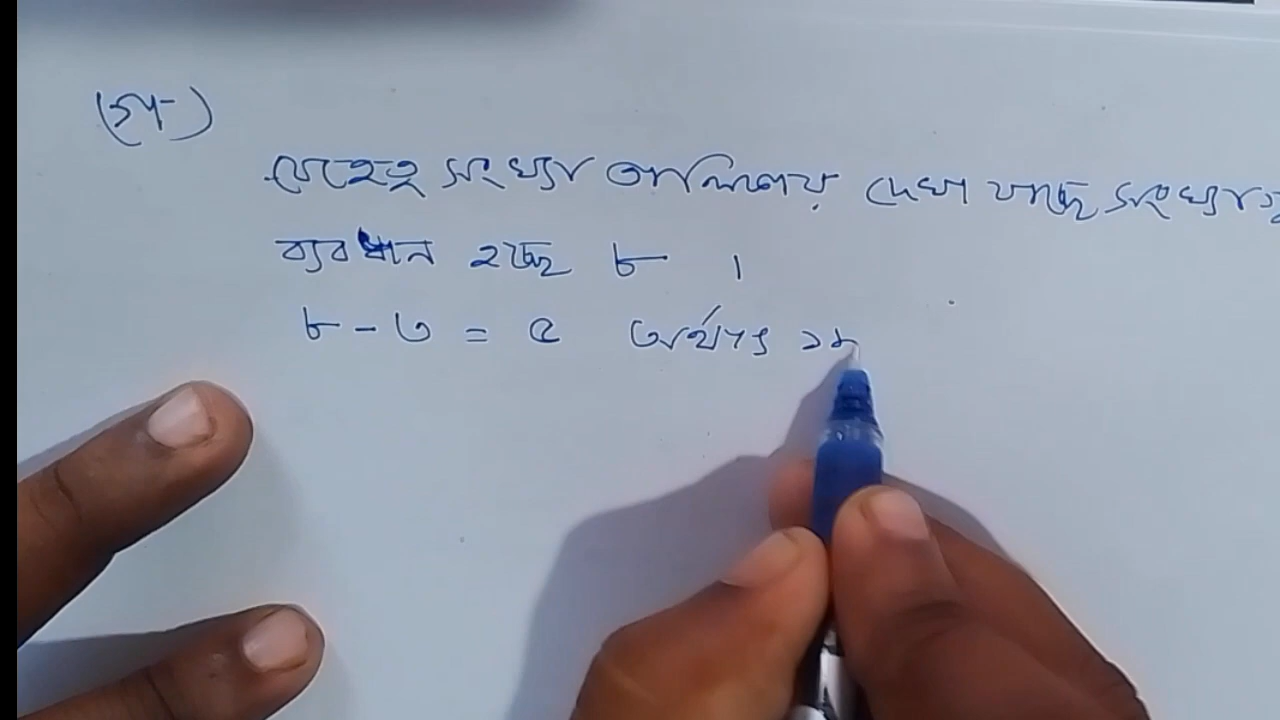 যেহেতু সংখ্যা তালিকায় দেখা যাচ্ছে সংখ্যার
ব্যবধান হচ্ছে ৮ ।
৮ - ৩ = ৫ অর্থাৎ